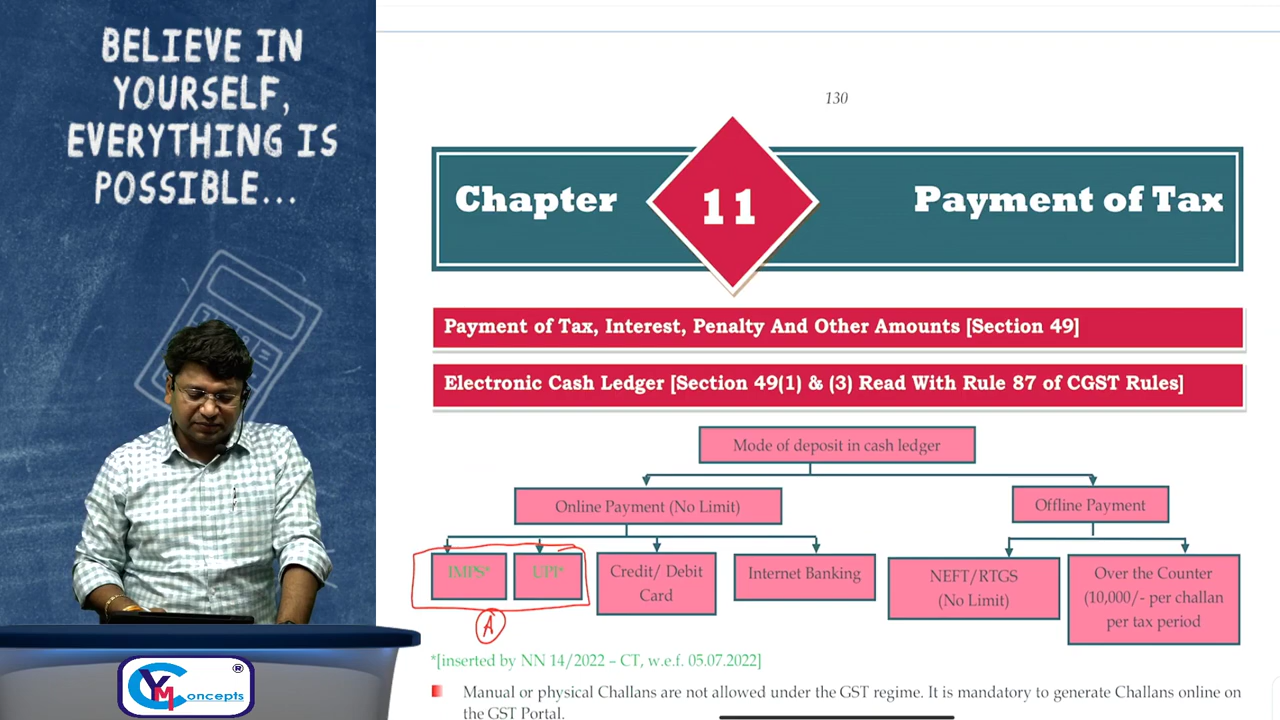 BELIEVE IN
YOURSELF,
EVERYTHING IS
POSSIBLE...
130
Chapter 11 Payment of Tax
Payment of Tax, Interest, Penalty And Other Amounts [Section 49]
Electronic Cash Ledger [Section 49(1) & (3) Read With Rule 87 of CGST Rules]
Mode of deposit in cash ledger
Online Payment (No Limit)
Offline Payment
IMPS*
UPI*
Credit/ Debit
Card
Internet Banking
NEFT/RTGS
(No Limit)
Over the Counter
(10,000/- per challan
per tax period
A
*[inserted by NN 14/2022 – CT, w.e.f. 05.07.2022]
Manual or physical Challans are not allowed under the GST regime. It is mandatory to generate Challans online on
the GST Portal.
YM Concepts ®